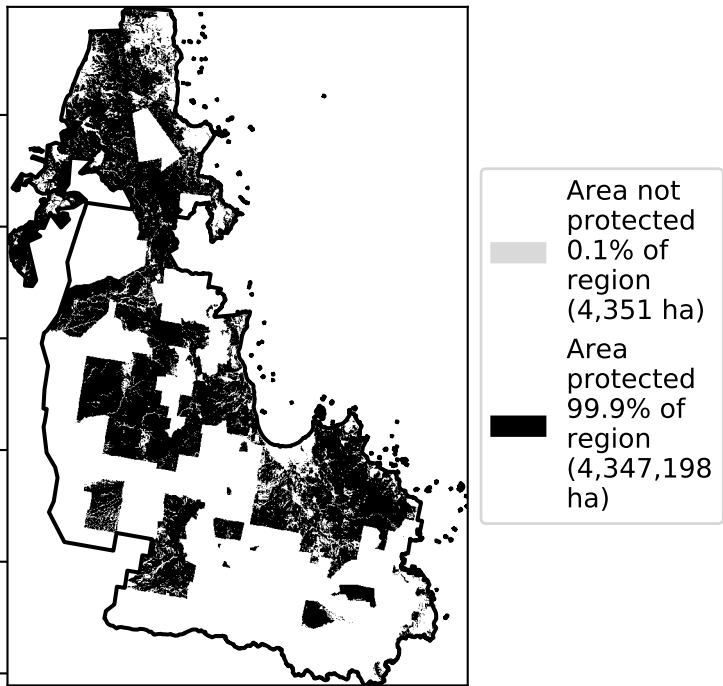 Area not
protected
0.1% of
region
(4,351 ha)
Area
protected
99.9% of
region
(4,347,198
ha)